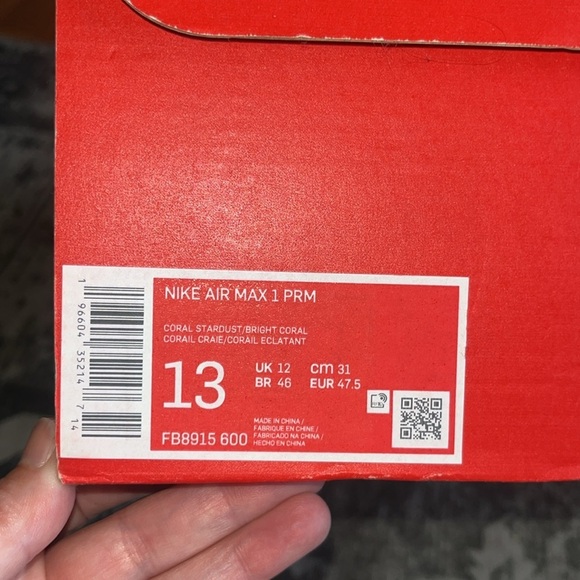 NIKE AIR MAX 1 PRM
CORAL STARDUST/BRIGHT CORAL
CORAIL CRAIE/CORAIL ECLATANT
13
UK 12 CM 31
BR 46 EUR 47.5
FB8915 600
MADE IN CHINA /
FABRIQUE EN CHINE /
FABRICADO NA CHINA /
HECHO EN CHINA
1 96604 35214 7 14